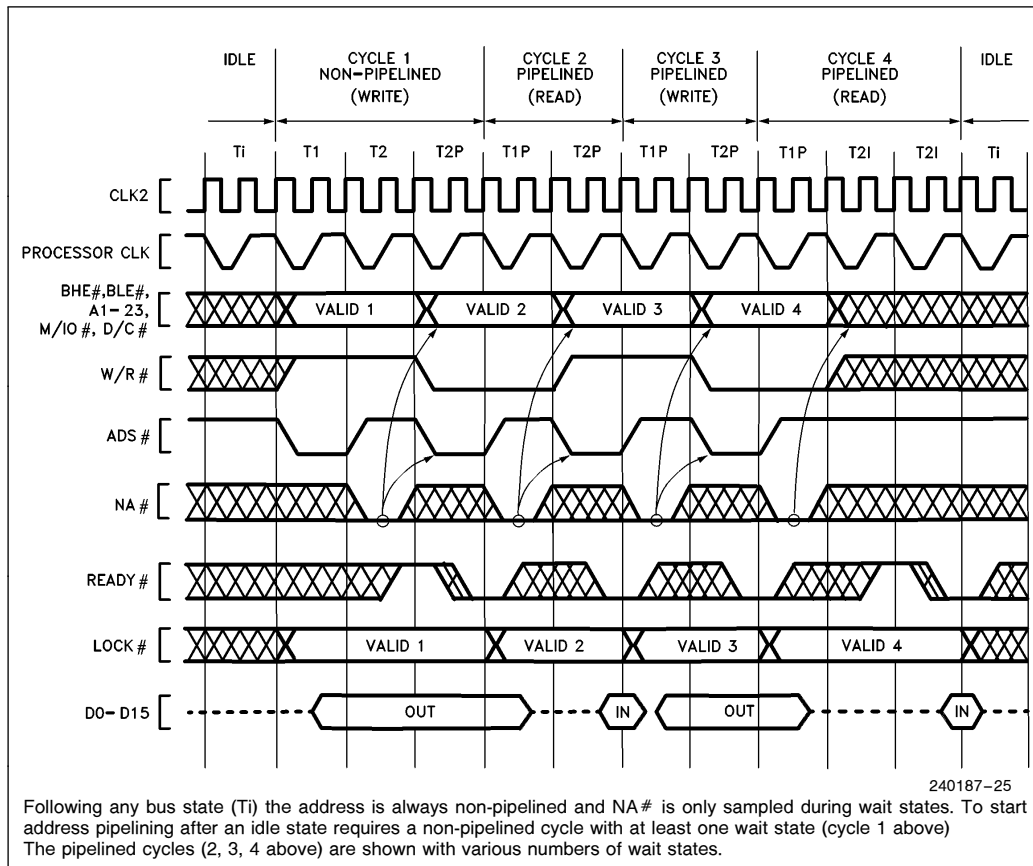 IDLE CYCLE 1 CYCLE 2 CYCLE 3 CYCLE 4 IDLE
NON-PIPELINED PIPELINED PIPELINED PIPELINED
(WRITE) (READ) (WRITE) (READ)
Ti T1 T2 T2P T1P T2P T1P T2P T1P T2I T2I Ti
CLK2
PROCESSOR CLK
BHE#,BLE#,
A1-23,
M/IO#, D/C#
VALID 1 VALID 2 VALID 3 VALID 4
W/R#
ADS#
NA#
READY#
LOCK# VALID 1 VALID 2 VALID 3 VALID 4
D0-D15 OUT IN OUT IN
240187-25
Following any bus state (Ti) the address is always non-pipelined and NA# is only sampled during wait states. To start
address pipelining after an idle state requires a non-pipelined cycle with at least one wait state (cycle 1 above)
The pipelined cycles (2, 3, 4 above) are shown with various numbers of wait states.